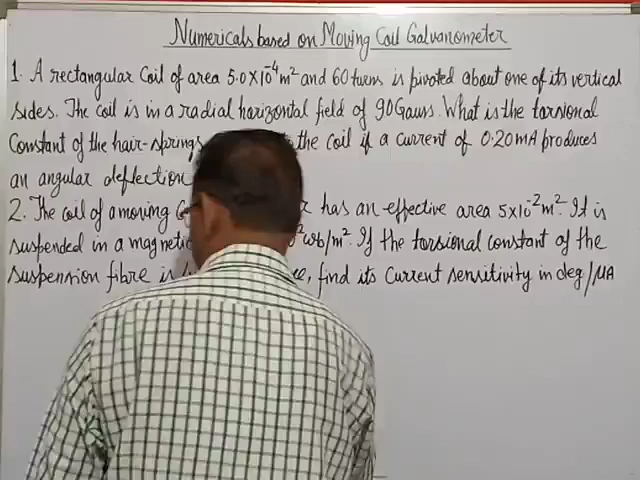 Numericals based on Moving Coil Galvanometer
1. A rectangular Coil of area 5.0×10⁻⁴m² and 60 turns is pivoted about one of its vertical
sides. The coil is in a radial horizontal field of 90 Gauss. What is the torsional
Constant of the hair-springs the coil if a current of 0.20mA produces
an angular deflection
2. The coil of a moving has an effective area 5×10⁻²m². It is
suspended in a magnetic wb/m². If the torsional constant of the
suspension fibre is , find its current sensitivity in deg/μA